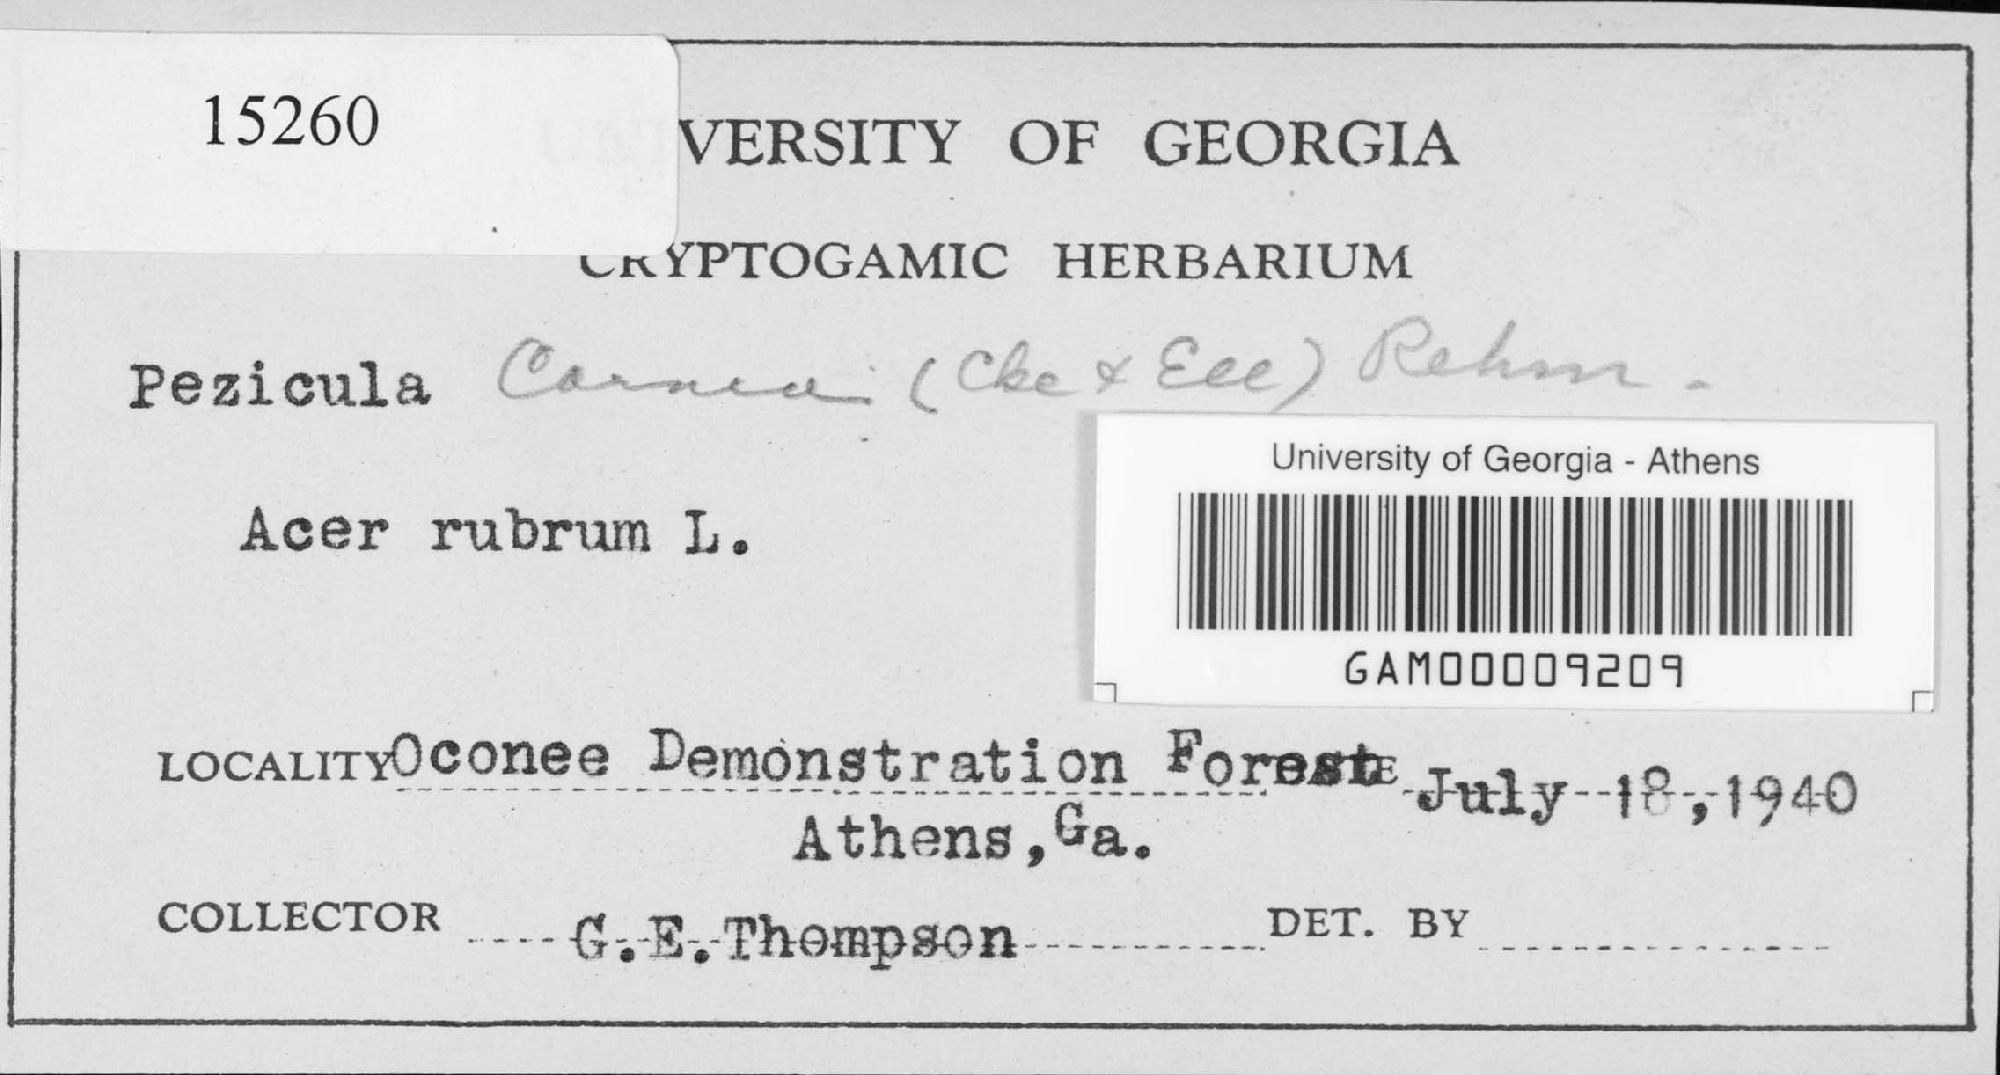 15260
VERSITY OF GEORGIA
CRYPTOGAMIC HERBARIUM
Pezicula Carnea (Cke & Ell) Rehm.
University of Georgia - Athens
Acer rubrum L.
GAM00009209
LOCALITY Oconee Demonstration Forest July 18, 1940
Athens, Ga.
COLLECTOR G. E. Thompson DET. BY